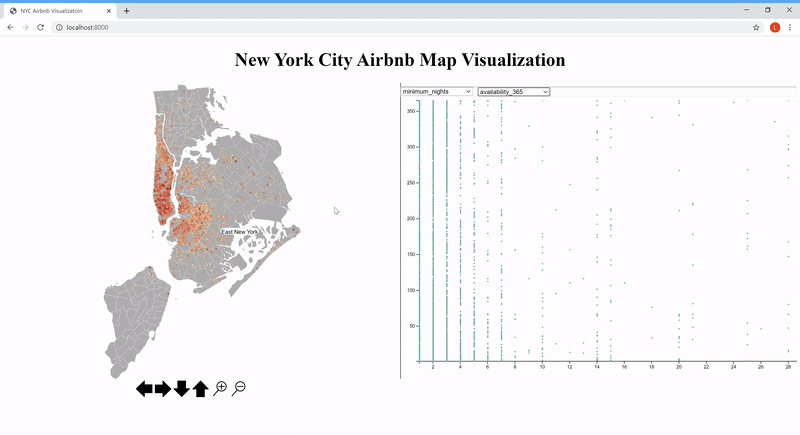 NYC Airbnb Visualizatoin
localhost:8000
L
New York City Airbnb Map Visualization
minimum_nights
availability_365
East New York
350
300
250
200
150
100
50
2 4 6 8 10 12 14 16 18 20 22 24 26 28